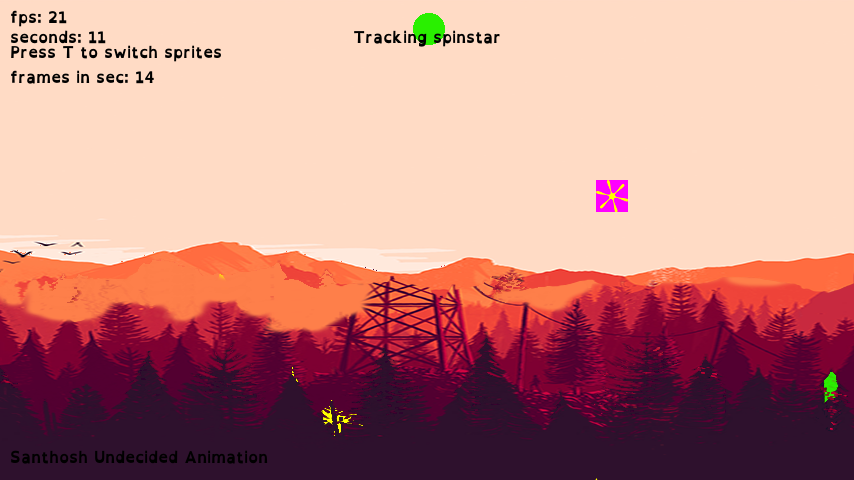 fps: 21
seconds: 11
Press T to switch sprites
frames in sec: 14
Tracking spinstar
Santhosh Undecided Animation